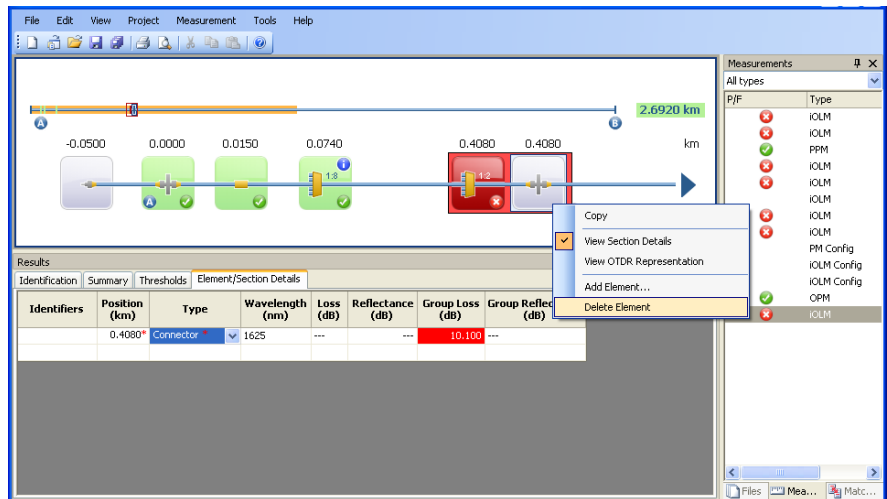 File Edit View Project Measurement Tools Help
Measurements
All types
P/F Type
iOLM
iOLM
PPM
iOLM
iOLM
iOLM
iOLM
iOLM
PM Config
iOLM Config
iOLM Config
OPM
iOLM
2.6920 km
A B
-0.0500 0.0000 0.0150 0.0740 0.4080 0.4080 km
1:8 1:2
A
Copy
View Section Details
View OTDR Representation
Add Element...
Delete Element
Results
Identification Summary Thresholds Element/Section Details
Identifiers Position (km) Type Wavelength (nm) Loss (dB) Reflectance (dB) Group Loss (dB) Group Reflec (dB)
0.4080* Connector * 1625 --- --- 10.100 ---
Files Mea... Matc...